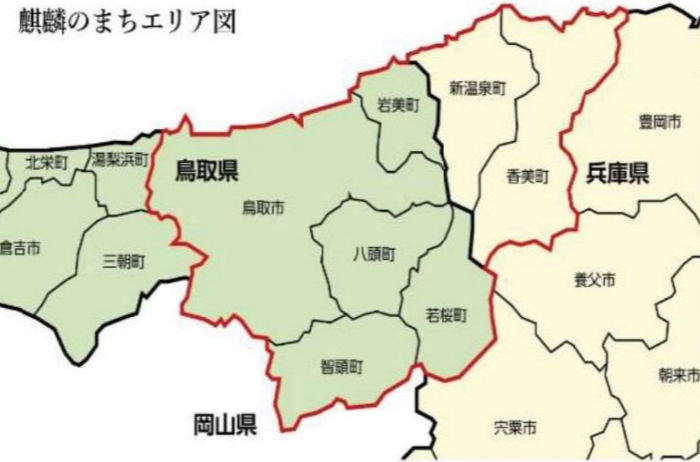 麒麟のまちエリア図
新温泉町
岩美町
豊岡市
湯梨浜町
北栄町
鳥取県
兵庫県
香美町
鳥取市
倉吉市
三朝町
八頭町
養父市
若桜町
智頭町
朝来市
岡山県
宍粟市